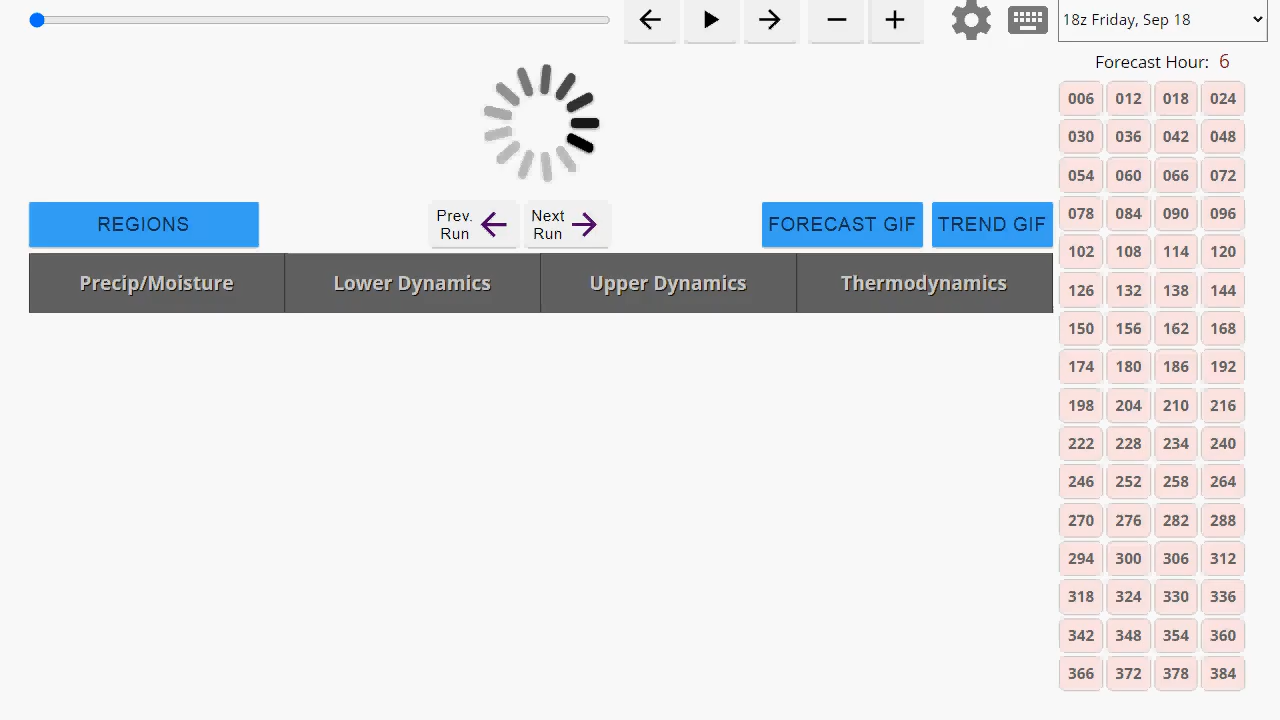 18z Friday, Sep 18
Forecast Hour: 6
006 012 018 024
030 036 042 048
054 060 066 072
078 084 090 096
102 108 114 120
126 132 138 144
150 156 162 168
174 180 186 192
198 204 210 216
222 228 234 240
246 252 258 264
270 276 282 288
294 300 306 312
318 324 330 336
342 348 354 360
366 372 378 384
REGIONS
Prev.
Run
Next
Run
FORECAST GIF
TREND GIF
Precip/Moisture
Lower Dynamics
Upper Dynamics
Thermodynamics